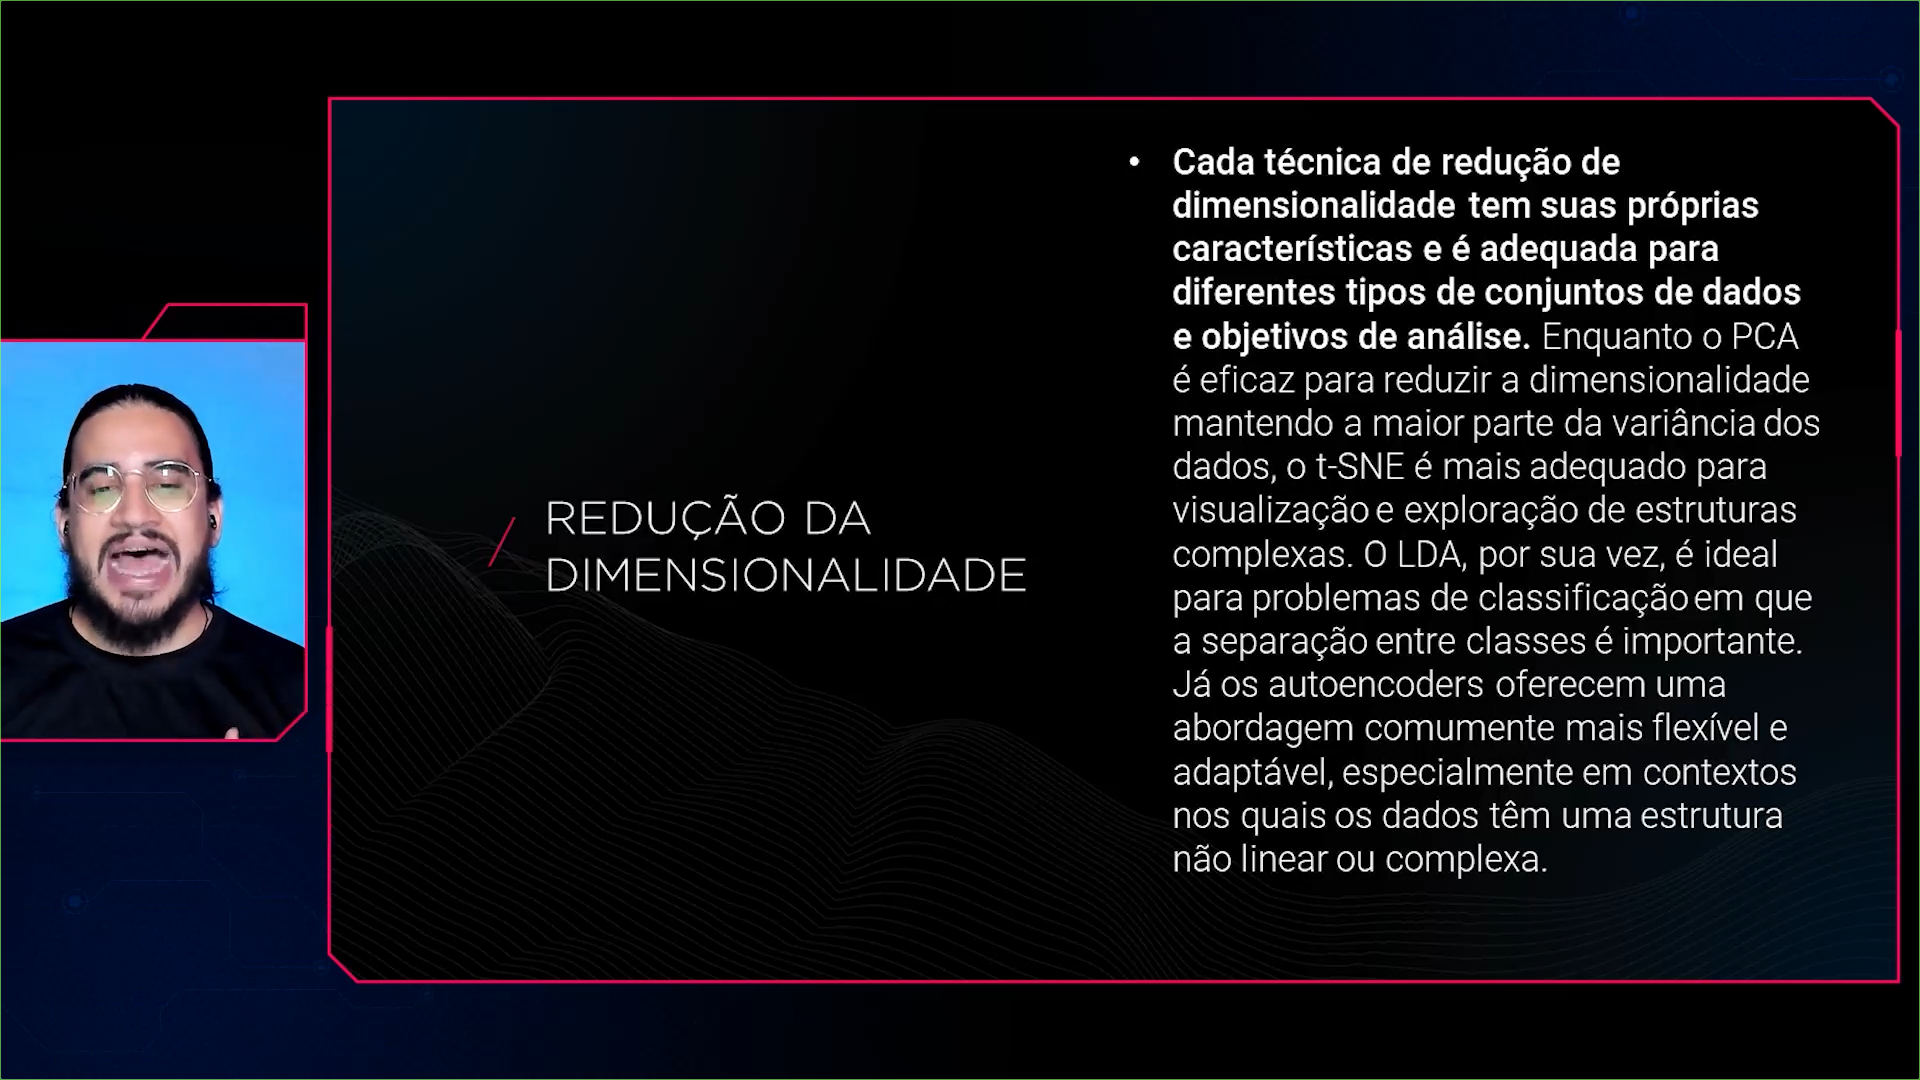 REDUÇÃO DA
DIMENSIONALIDADE
• Cada técnica de redução de
dimensionalidade tem suas próprias
características e é adequada para
diferentes tipos de conjuntos de dados
e objetivos de análise. Enquanto o PCA
é eficaz para reduzir a dimensionalidade
mantendo a maior parte da variância dos
dados, o t-SNE é mais adequado para
visualização e exploração de estruturas
complexas. O LDA, por sua vez, é ideal
para problemas de classificação em que
a separação entre classes é importante.
Já os autoencoders oferecem uma
abordagem comumente mais flexível e
adaptável, especialmente em contextos
nos quais os dados têm uma estrutura
não linear ou complexa.